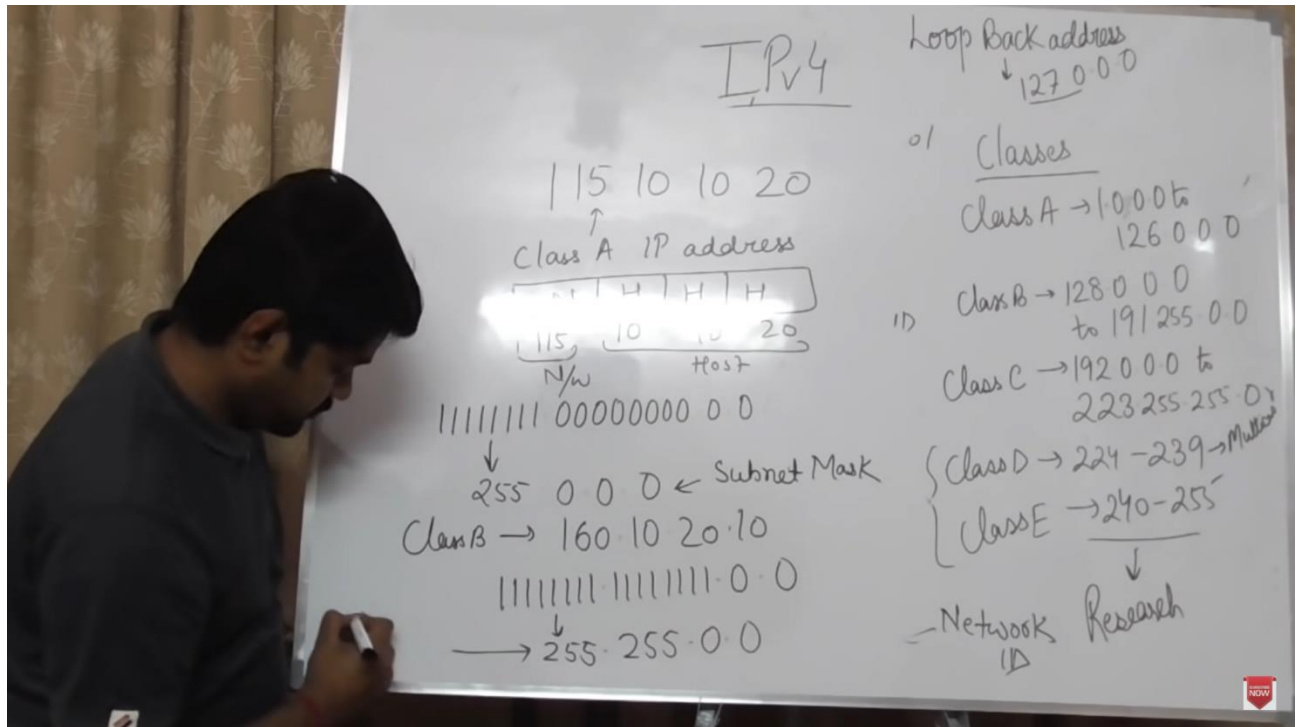 IPv4
115 10 10 20
↑
Class A IP address
H H H
115 10 10 20
N/W Host
11111111 00000000 0 0
↓
255 0 0 0 ← Subnet Mask
Class B → 160.10.20.10
11111111.11111111.0.0
↓
→ 255.255.0.0
Loop Back address
↓ 127 0.0.0
0/
Classes
Class A → 1.0.0.0 to
126 0 0 0
Class B → 128 0 0 0
to 191 255.0.0
Class C → 192 0 0.0 to
223 255.255.0
Class D → 224 - 239 →
Class E → 240 - 255
↓
Research
Network
ID
SUBSCRIBE
NOW